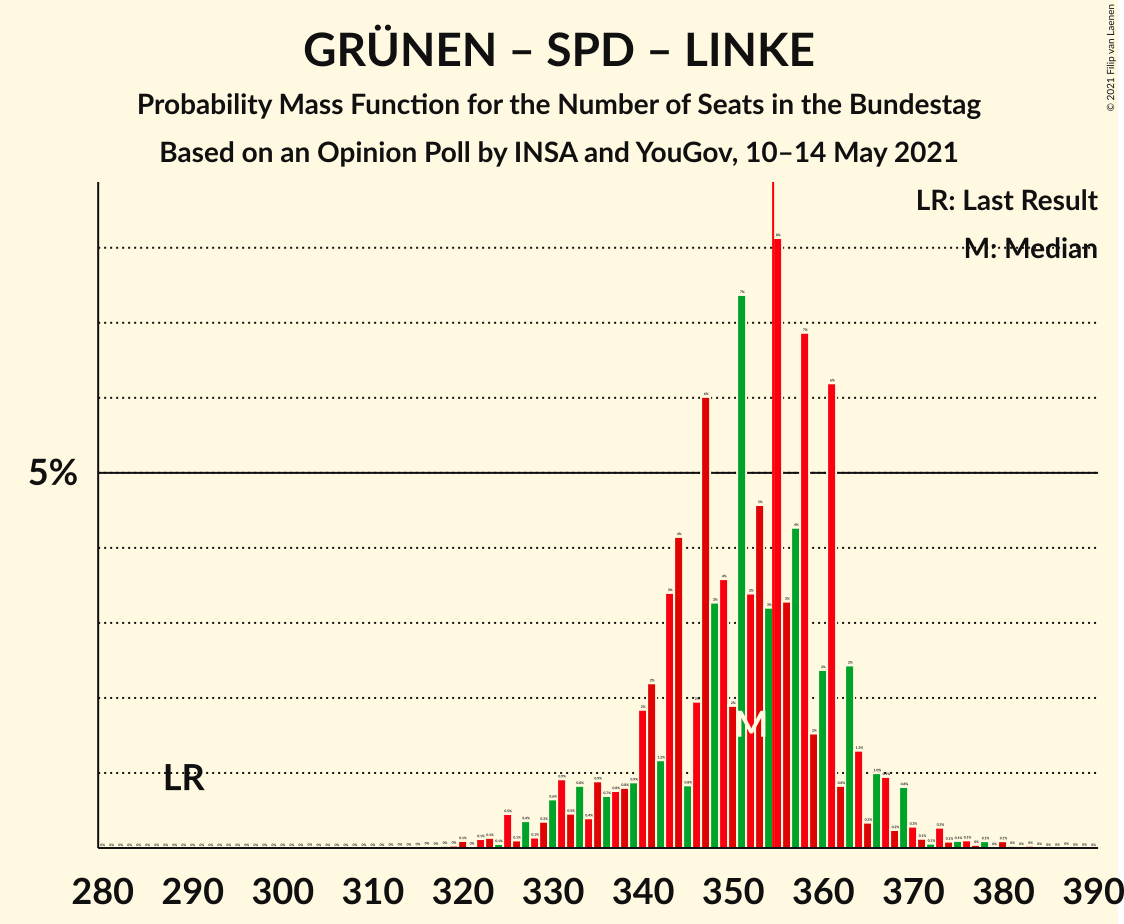 GRÜNEN – SPD – LINKE
Probability Mass Function for the Number of Seats in the Bundestag
Based on an Opinion Poll by INSA and YouGov, 10–14 May 2021
© 2021 Filip van Laenen
LR: Last Result
M: Median
5%
LR
M
280 290 300 310 320 330 340 350 360 370 380 390